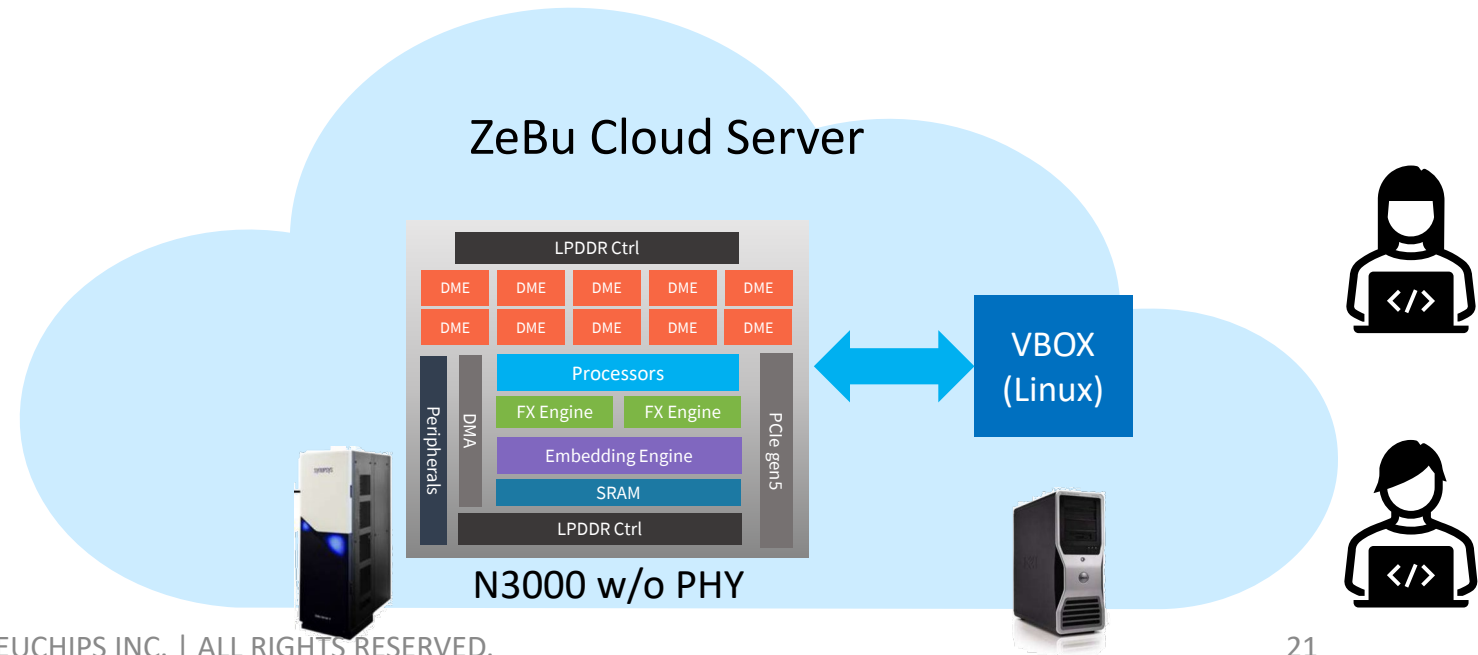 ZeBu Cloud Server
LPDDR Ctrl
DME DME DME DME DME
DME DME DME DME DME
Peripherals
DMA
Processors
FX Engine FX Engine
Embedding Engine
SRAM
LPDDR Ctrl
PCIe gen5
N3000 w/o PHY
VBOX
(Linux)
</>
</>
EUCHIPS INC. | ALL RIGHTS RESERVED.
21